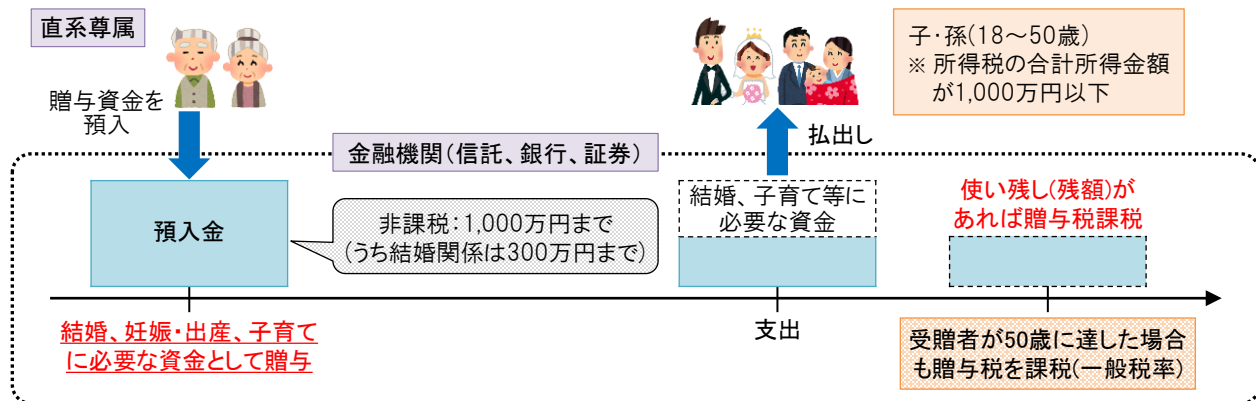 直系尊属
贈与資金を
預入
子・孫(18～50歳)
※ 所得税の合計所得金額
が1,000万円以下
払出し
金融機関(信託、銀行、証券)
預入金
非課税：1,000万円まで
(うち結婚関係は300万円まで)
結婚、子育て等に
必要な資金
使い残し(残額)が
あれば贈与税課税
結婚、妊娠・出産、子育て
に必要な資金として贈与
支出
受贈者が50歳に達した場合
も贈与税を課税(一般税率)